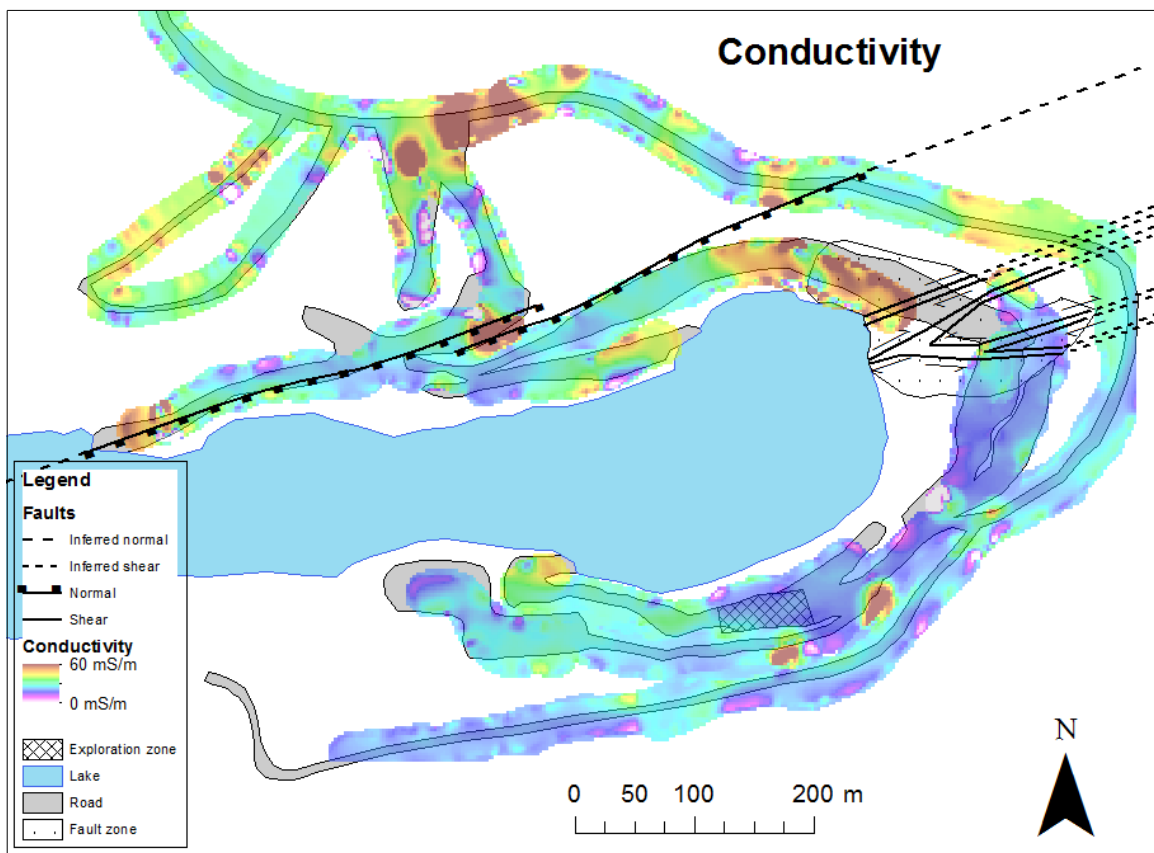 Conductivity
Legend
Faults
Inferred normal
Inferred shear
Normal
Shear
Conductivity
60 mS/m
0 mS/m
Exploration zone
Lake
Road
Fault zone
0 50 100 200 m
N